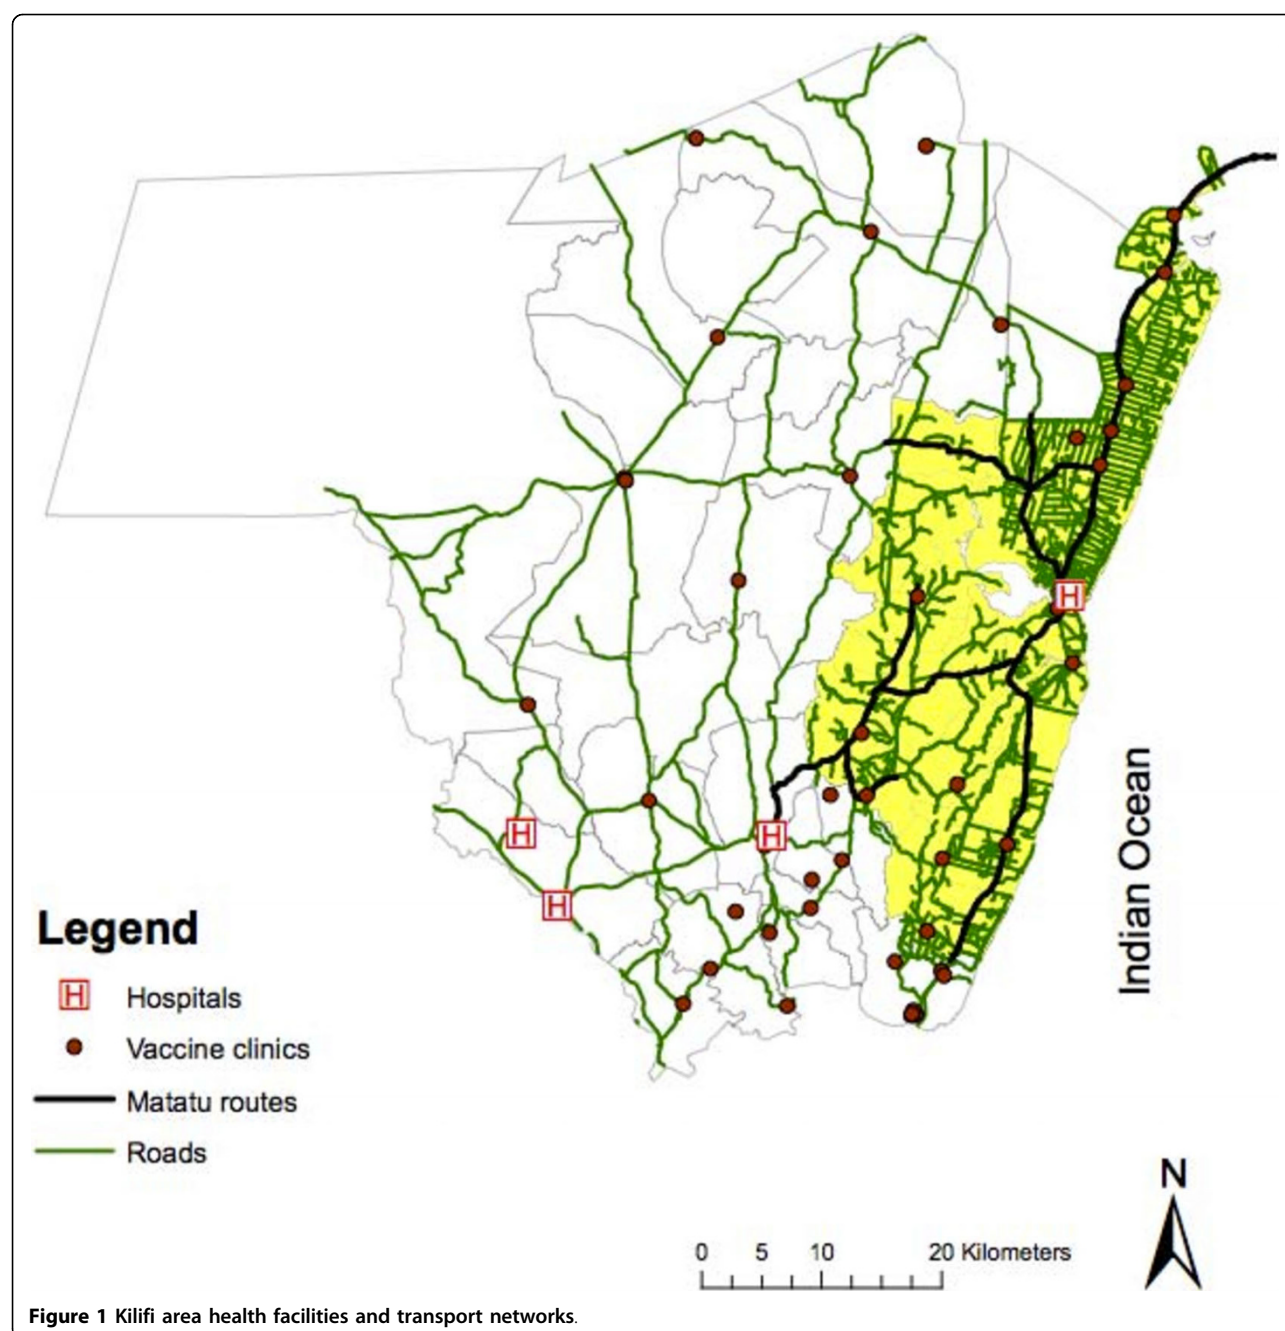 Indian Ocean
Legend
H Hospitals
Vaccine clinics
Matatu routes
Roads
H
H
H
H
N
0 5 10 20 Kilometers
Figure 1 Kilifi area health facilities and transport networks.